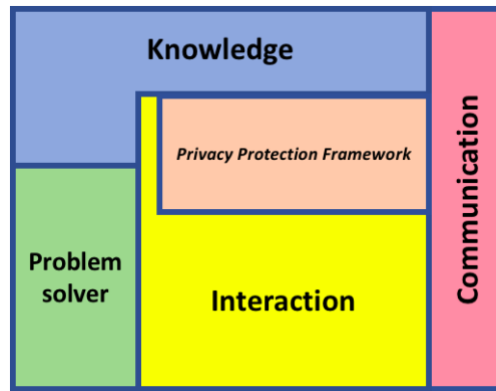 Knowledge
Privacy Protection Framework
Problem
solver
Interaction
Communication